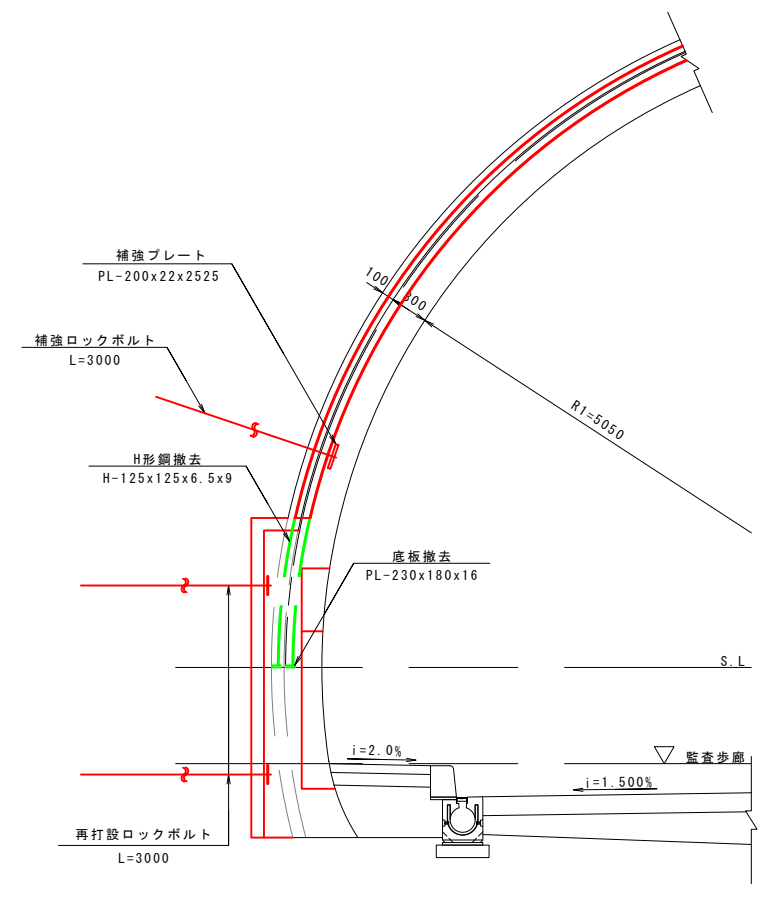 補強プレート
PL-200x22x2525
100
300
補強ロックボルト
L=3000
R1=5050
H形鋼撤去
H-125x125x6.5x9
底板撤去
PL-230x180x16
S.L
i=2.0%
監査歩廊
i=1.500%
再打設ロックボルト
L=3000